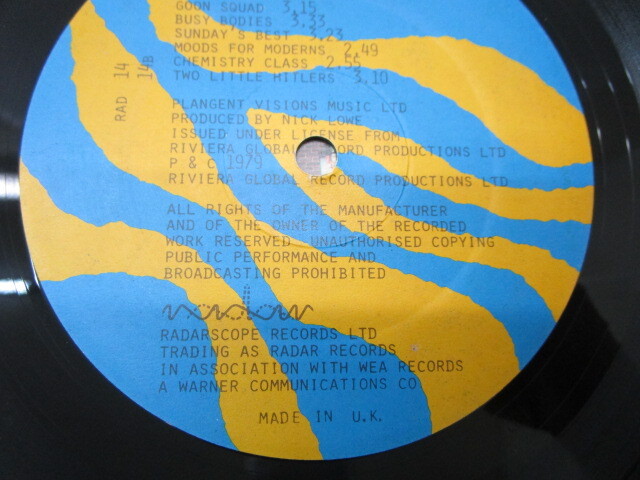 GOON SQUAD 3.15
BUSY BODIES 3.33
SUNDAY'S BEST 3.23
MOODS FOR MODERNS 2.49
CHEMISTRY CLASS 2.55
TWO LITTLE HITLERS 3.10
RAD 14
14B
PLANGENT VISIONS MUSIC LTD
PRODUCED BY NICK LOWE
ISSUED UNDER LICENSE FROM
RIVIERA GLOBAL RECORD PRODUCTIONS LTD
P & C 1979
RIVIERA GLOBAL RECORD PRODUCTIONS LTD
ALL RIGHTS OF THE MANUFACTURER
AND OF THE OWNER OF THE RECORDED
WORK RESERVED UNAUTHORISED COPYING
PUBLIC PERFORMANCE AND
BROADCASTING PROHIBITED
radar
RADARSCOPE RECORDS LTD
TRADING AS RADAR RECORDS
IN ASSOCIATION WITH WEA RECORDS
A WARNER COMMUNICATIONS CO
MADE IN U.K.